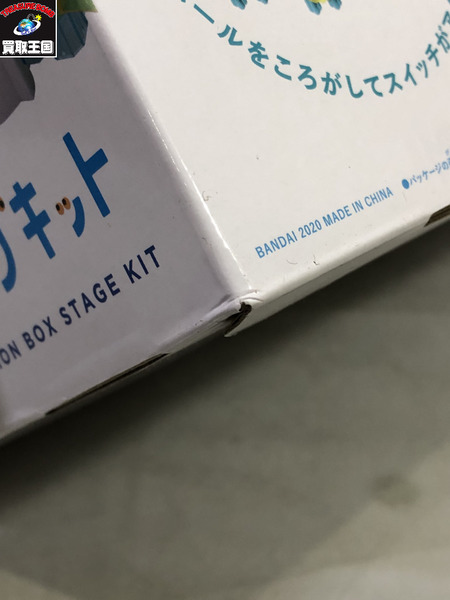 買取王国
ールをころがしてスイッチが
グキット
ON BOX STAGE KIT
BANDAI 2020 MADE IN CHINA
●パッケージの